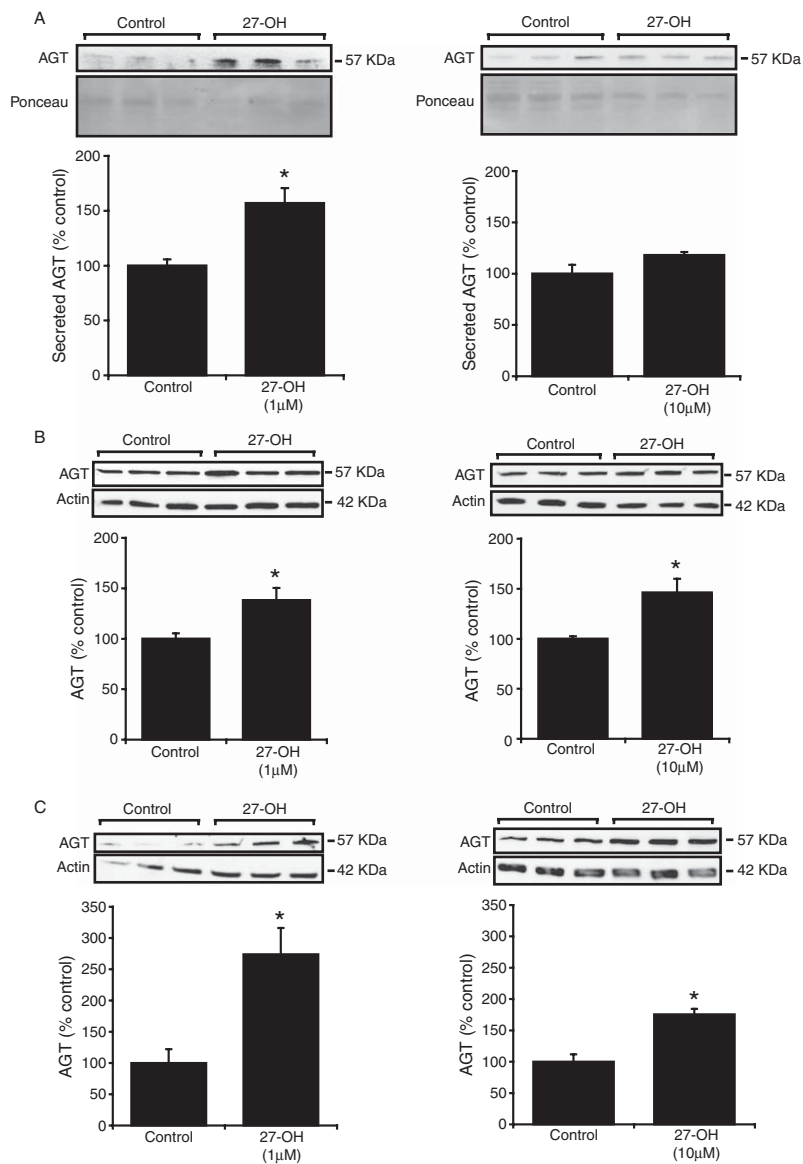 A
Control 27-OH
AGT
57 KDa
Ponceau
200
150
100
50
0
Secreted AGT (% control)
*
Control
27-OH
(1μM)
Control 27-OH
AGT
57 KDa
Ponceau
200
150
100
50
0
Secreted AGT (% control)
Control
27-OH
(10μM)
B
Control 27-OH
AGT
57 KDa
Actin
42 KDa
200
150
100
50
0
AGT (% control)
*
Control
27-OH
(1μM)
Control 27-OH
AGT
57 KDa
Actin
42 KDa
200
150
100
50
0
AGT (% control)
*
Control
27-OH
(10μM)
C
Control 27-OH
AGT
57 KDa
Actin
42 KDa
350
300
250
200
150
100
50
0
AGT (% control)
*
Control
27-OH
(1μM)
Control 27-OH
AGT
57 KDa
Actin
42 KDa
350
300
250
200
150
100
50
0
AGT (% control)
*
Control
27-OH
(10μM)